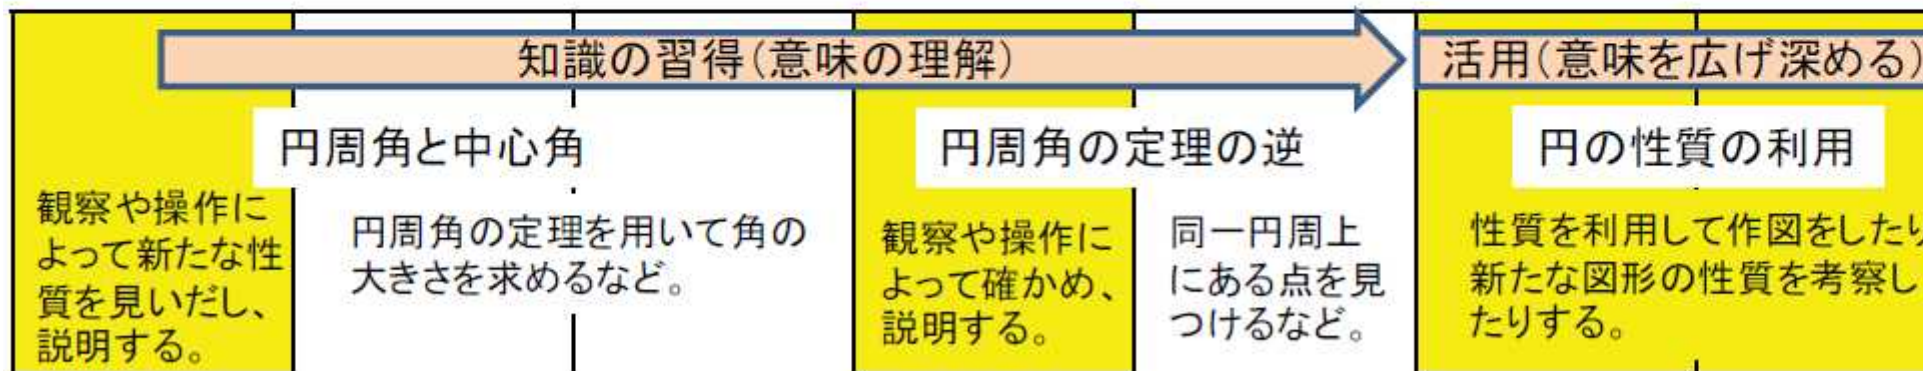 知識の習得(意味の理解)
活用(意味を広げ深める)
円周角と中心角
円周角の定理の逆
円の性質の利用
観察や操作に
よって新たな性
質を見いだし、
説明する。
円周角の定理を用いて角の
大きさを求めるなど。
観察や操作に
よって確かめ、
説明する。
同一円周上
にある点を見
つけるなど。
性質を利用して作図をしたり
新たな図形の性質を考察し
たりする。